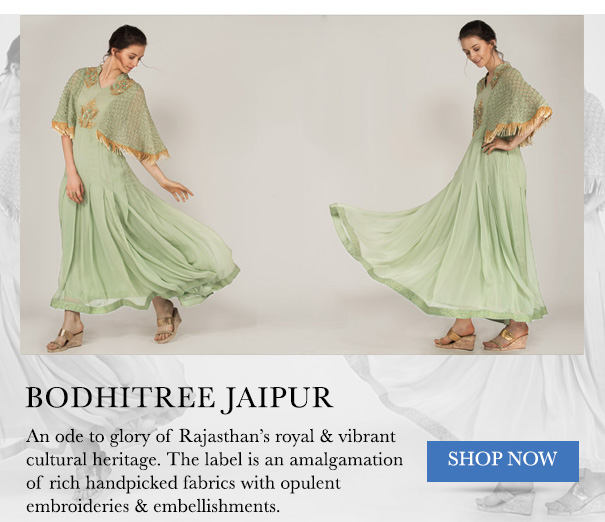 BODHITREE JAIPUR
An ode to glory of Rajasthan's royal & vibrant
cultural heritage. The label is an amalgamation
of rich handpicked fabrics with opulent
embroideries & embellishments.
SHOP NOW